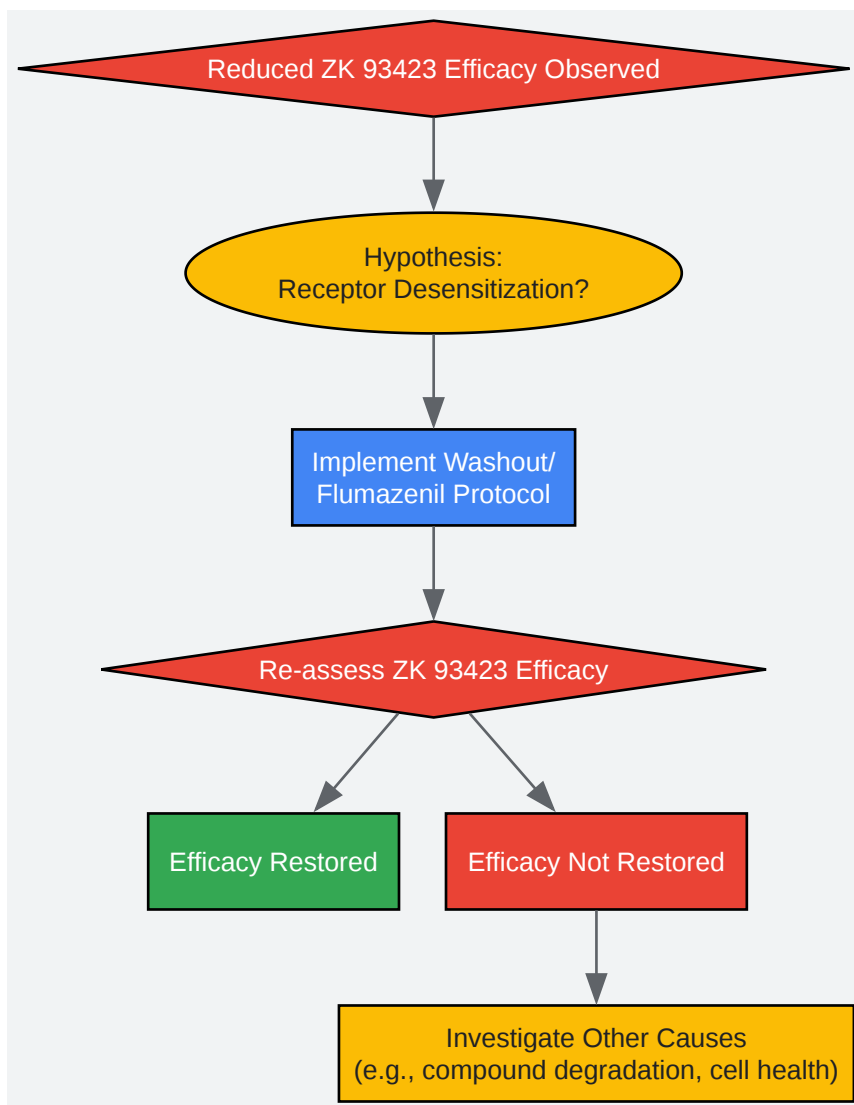 Reduced ZK 93423 Efficacy Observed
Hypothesis:
Receptor Desensitization?
Implement Washout/
Flumazenil Protocol
Re-assess ZK 93423 Efficacy
Efficacy Restored
Efficacy Not Restored
Investigate Other Causes
(e.g., compound degradation, cell health)